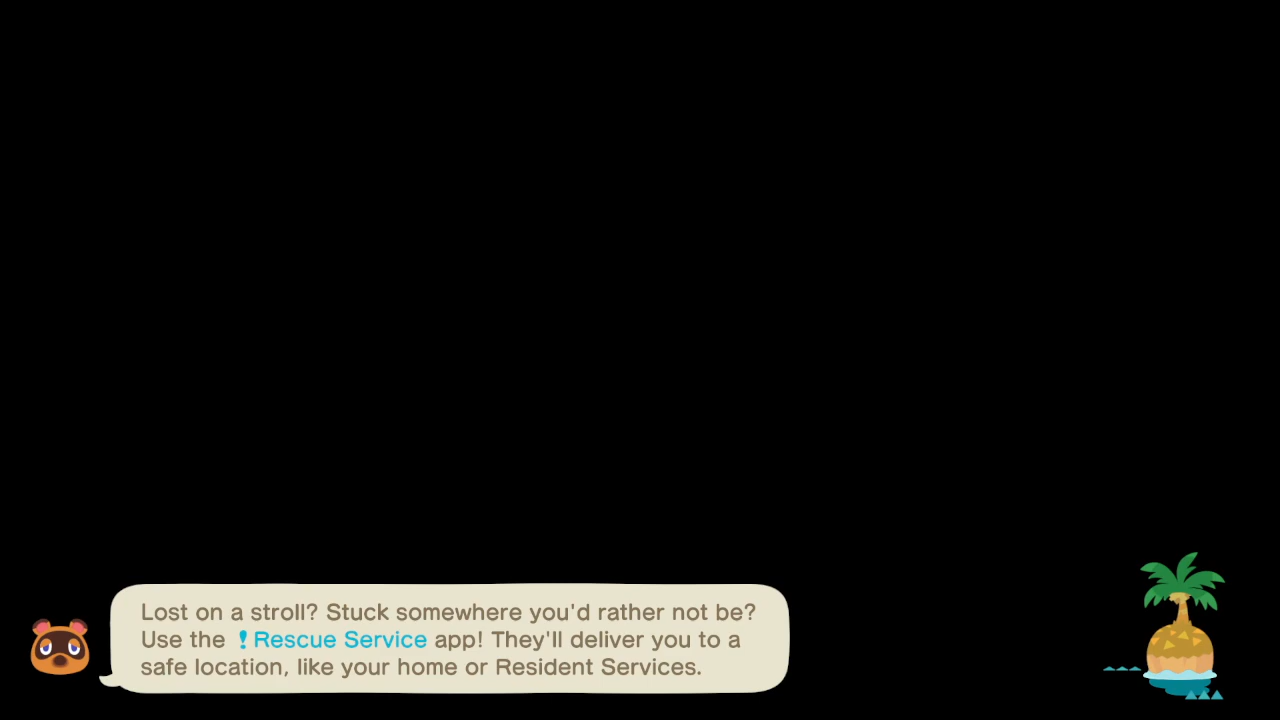 Lost on a stroll? Stuck somewhere you'd rather not be?
Use the ! Rescue Service app! They'll deliver you to a
safe location, like your home or Resident Services.